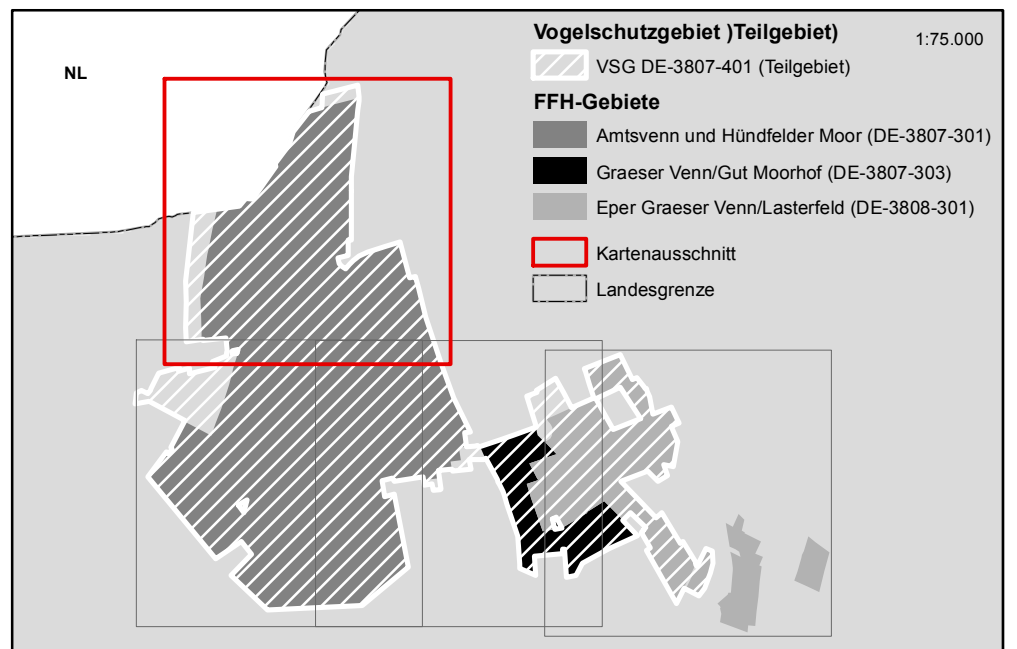 Vogelschutzgebiet )Teilgebiet)
1:75.000
NL
VSG DE-3807-401 (Teilgebiet)
FFH-Gebiete
Amtsvenn und Hündfelder Moor (DE-3807-301)
Graeser Venn/Gut Moorhof (DE-3807-303)
Eper Graeser Venn/Lasterfeld (DE-3808-301)
Kartenausschnitt
Landesgrenze